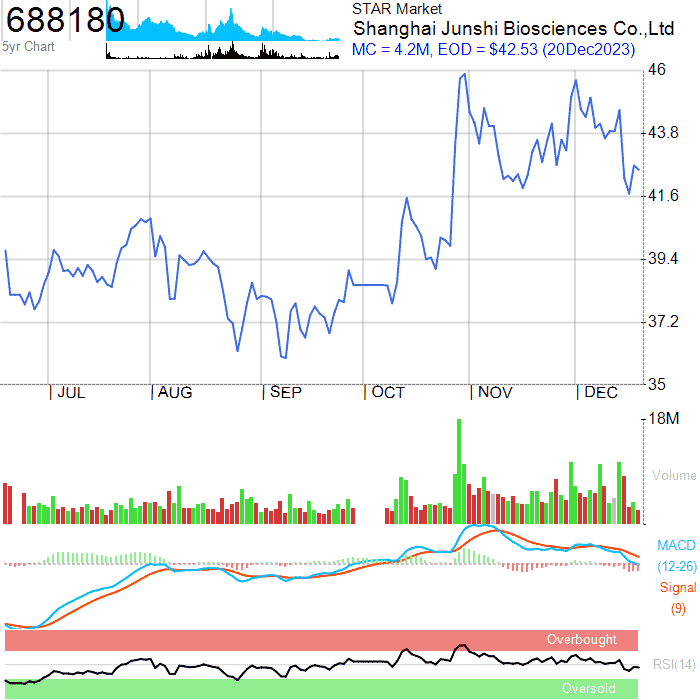 688180
5yr Chart
STAR Market
Shanghai Junshi Biosciences Co.,Ltd
MC = 4.2M, EOD = $42.53 (20Dec2023)
46
43.8
41.6
39.4
37.2
35
JUL
AUG
SEP
OCT
NOV
DEC
18M
Volume
MACD
(12-26)
Signal
(9)
Overbought
RSI(14)
Oversold